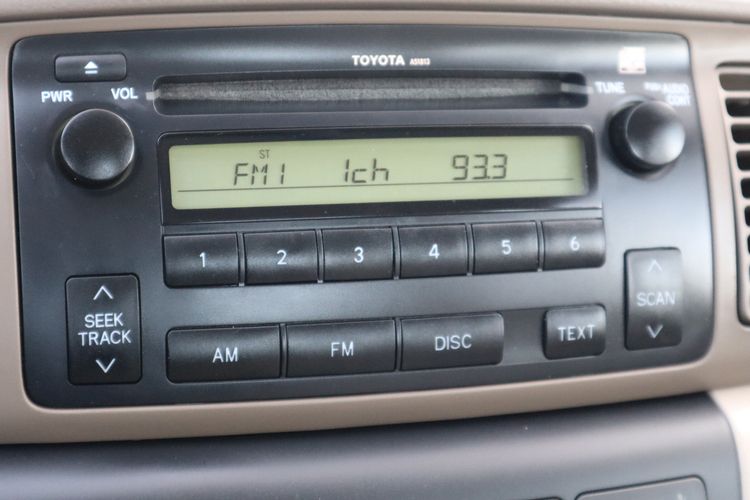 TOYOTA A51813
PWR VOL
TUNE
PUSH AUDIO
CONT
ST
FM1 1ch 93.3
1 2 3 4 5 6
SEEK
TRACK
SCAN
AM FM DISC TEXT